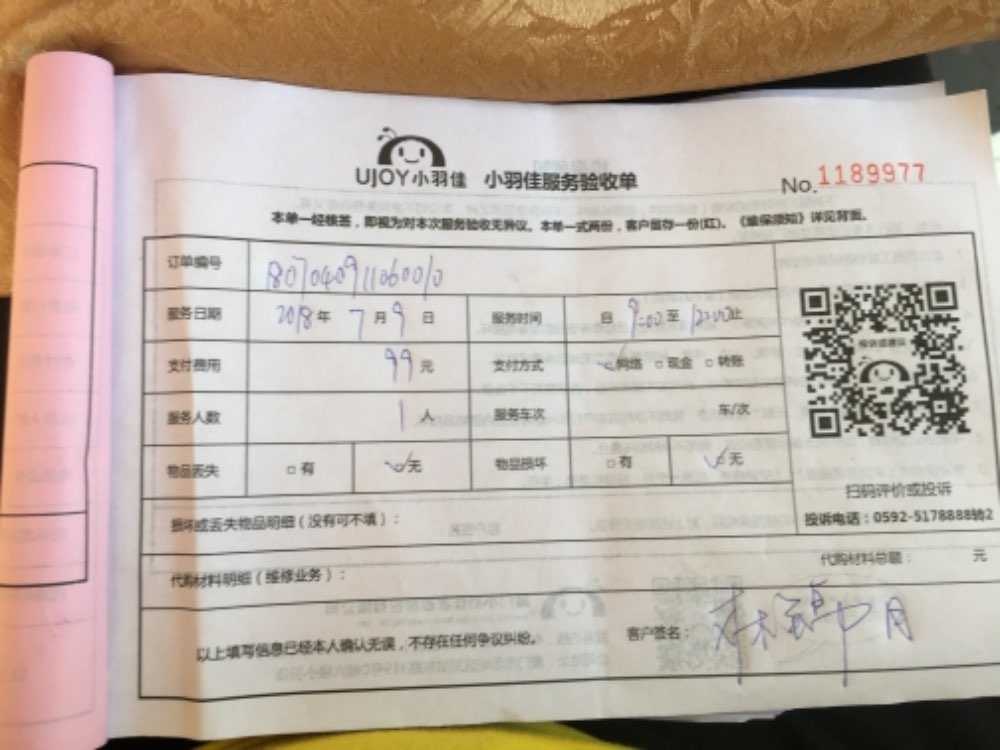 UJOY小羽佳 小羽佳服务验收单 No.1189977
本单一经核签，即视为对本次服务验收无异议。本单一式两份，客户留存一份(红)。《维保须知》详见背面。
订单编号
服务日期 2018年 7月9日 服务时间 自 9:00至 12:00止
支付费用 99元 支付方式 网络 现金 转账
服务人数 1人 服务车次 车/次
物品丢失 有 无 物品损坏 有 无
扫码评价或投诉
投诉电话：0592-5178888转2
损坏或丢失物品明细（没有可不填）：
代购材料明细（维修业务）： 代购材料总额： 元
以上填写信息已经本人确认无误，不存在任何争议纠纷。 客户签名：